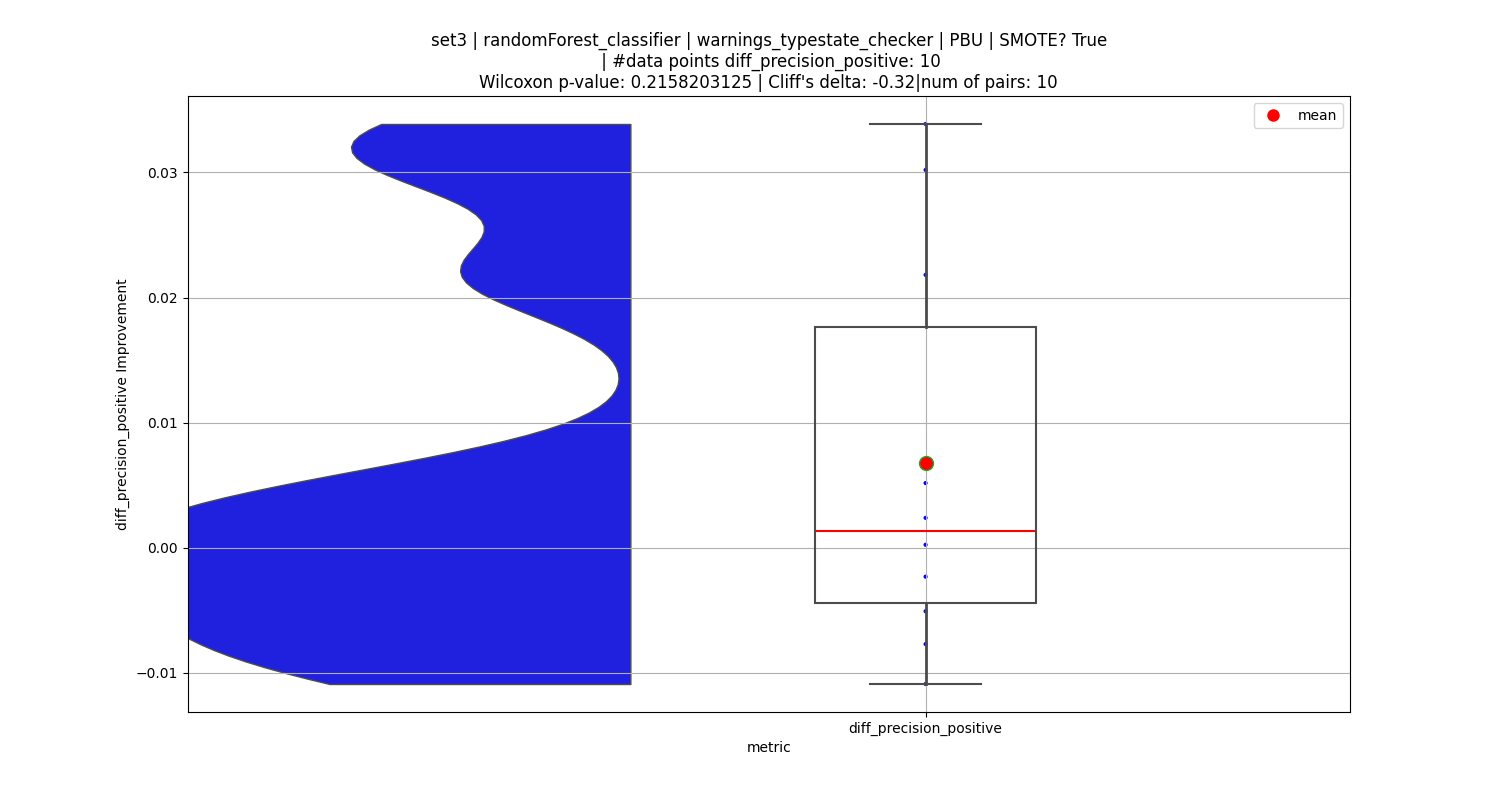 set3 | randomForest_classifier | warnings_typestate_checker | PBU | SMOTE? True
| #data points diff_precision_positive: 10
Wilcoxon p-value: 0.2158203125 | Cliff's delta: -0.32|num of pairs: 10
mean
diff_precision_positive Improvement
0.03
0.02
0.01
0.00
−0.01
diff_precision_positive
metric